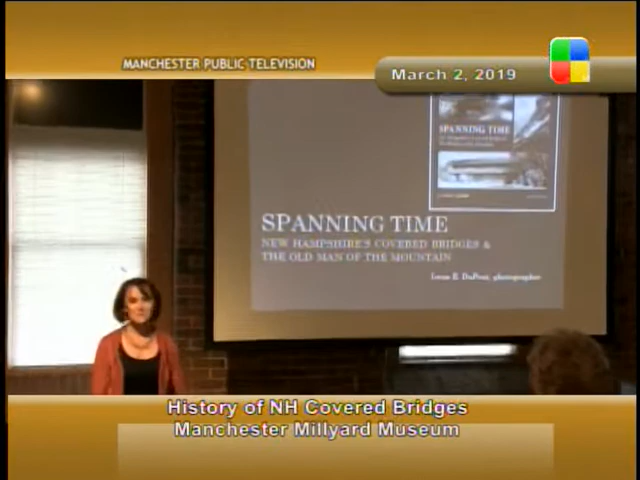 MANCHESTER PUBLIC TELEVISION
March 2, 2019
SPANNING TIME
SPANNING TIME
NEW HAMPSHIRE'S COVERED BRIDGES &
THE OLD MAN OF THE MOUNTAIN
photographer
History of NH Covered Bridges
Manchester Millyard Museum